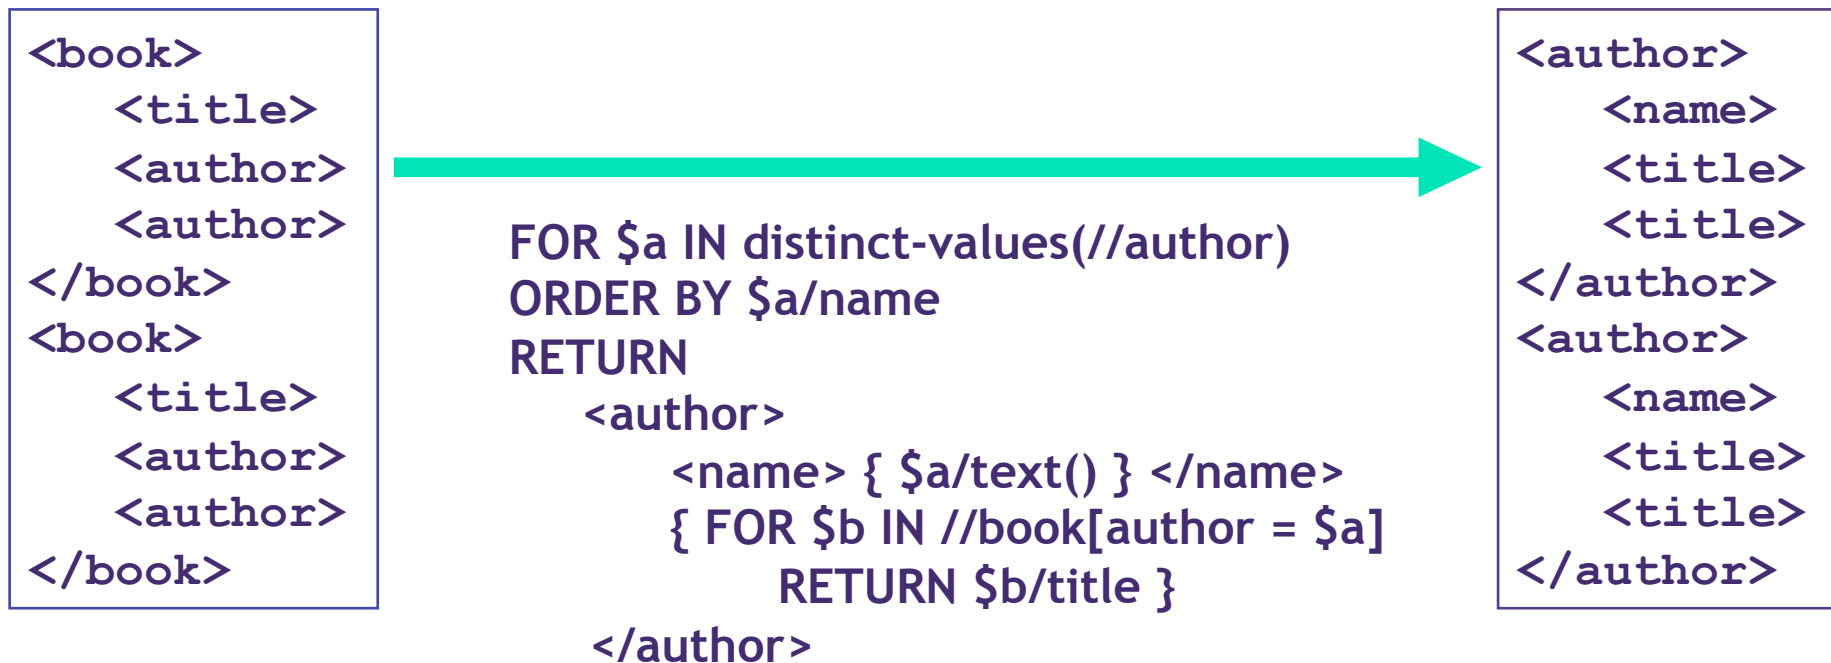 <book>
<title>
<author>
<author>
</book>
<book>
<title>
<author>
<author>
</book>
FOR $a IN distinct-values(//author)
ORDER BY $a/name
RETURN
<author>
<name> { $a/text() } </name>
{ FOR $b IN //book[author = $a]
RETURN $b/title }
</author>
<author>
<name>
<title>
<title>
</author>
<author>
<name>
<title>
<title>
</author>